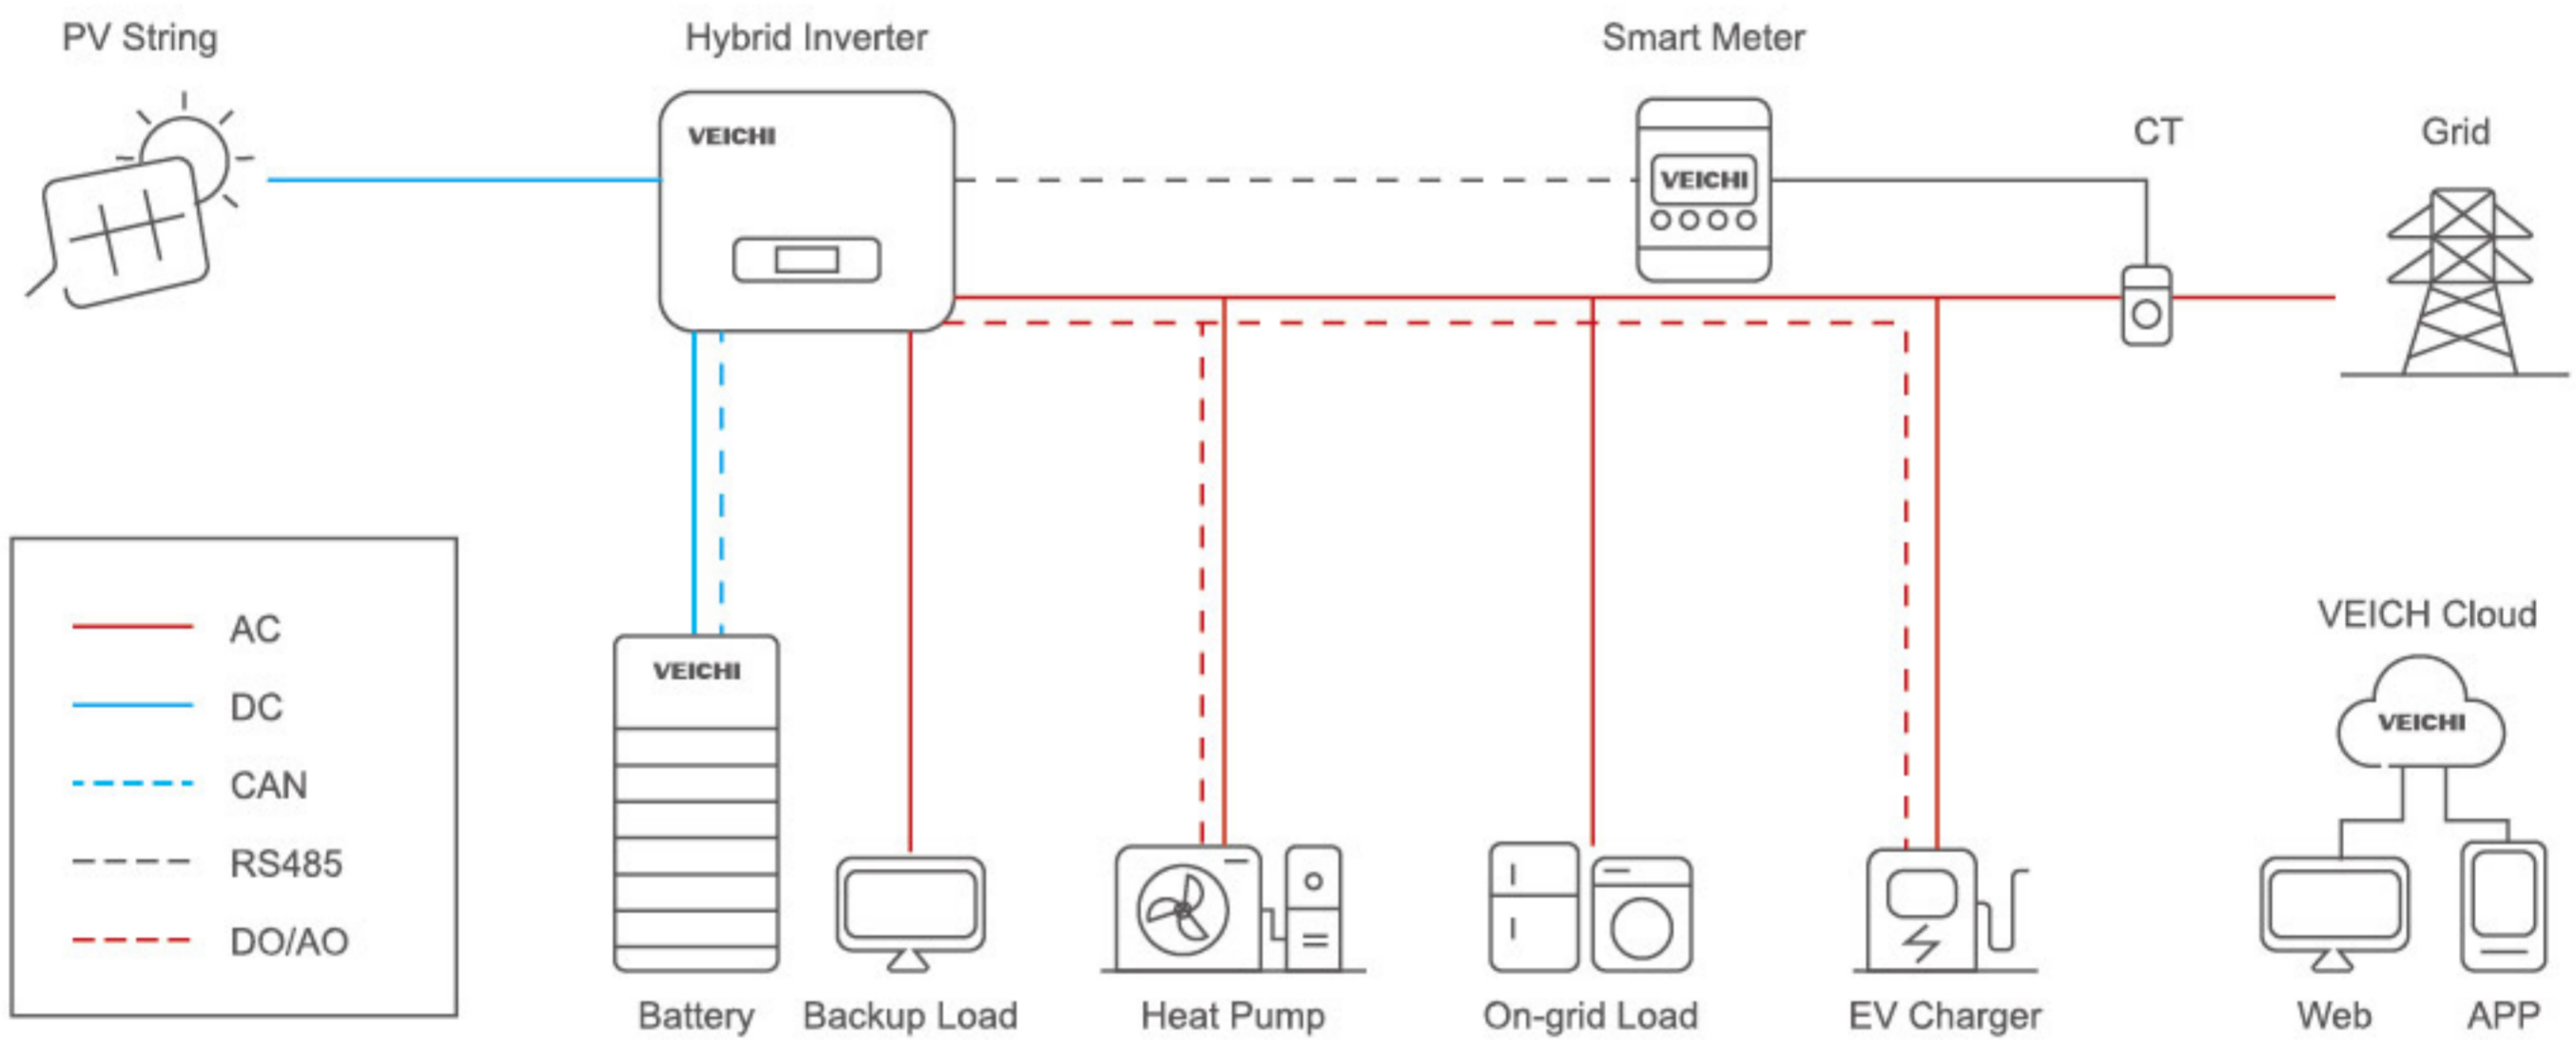 PV String
Hybrid Inverter
Smart Meter
CT
Grid
VEICHI
VEICHI
VEICHI
AC
DC
CAN
RS485
DO/AO
VEICH Cloud
VEICHI
Battery
Backup Load
Heat Pump
On-grid Load
EV Charger
Web
APP